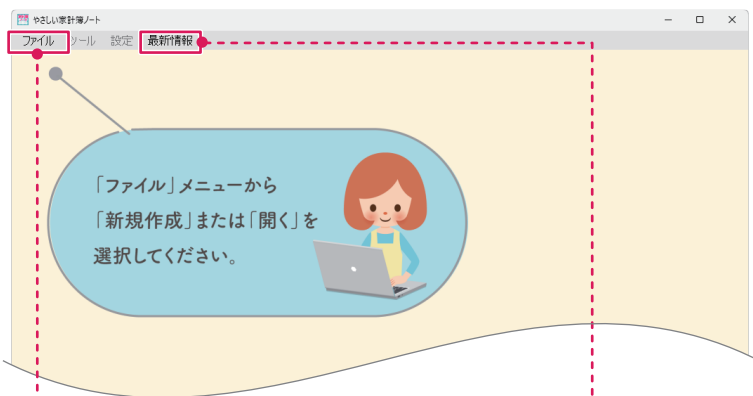 やさしい家計簿ノート
ファイル ツール 設定 最新情報
「ファイル」メニューから
「新規作成」または「開く」を
選択してください。